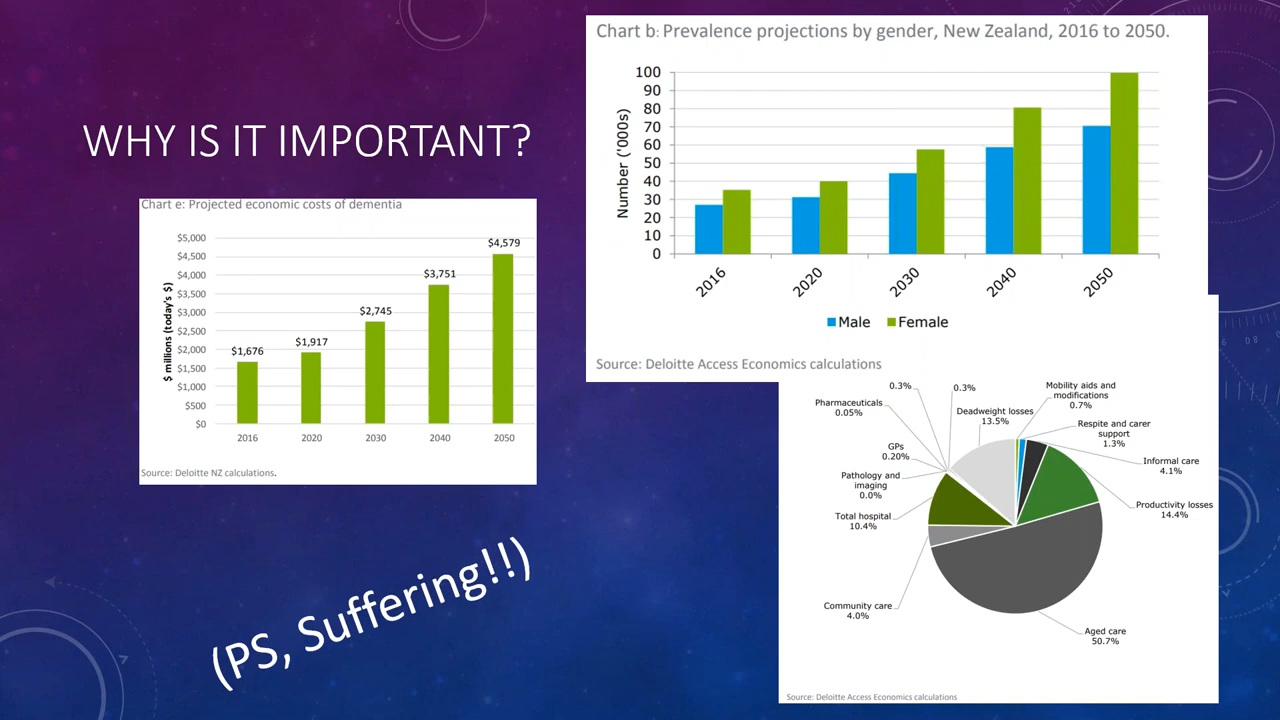 WHY IS IT IMPORTANT?
Chart e: Projected economic costs of dementia
$ millions (today's $)
$5,000
$4,500
$4,000
$3,500
$3,000
$2,500
$2,000
$1,500
$1,000
$500
$0
$1,676
$1,917
$2,745
$3,751
$4,579
2016
2020
2030
2040
2050
Source: Deloitte NZ calculations.
(PS, Suffering!!)
Chart b: Prevalence projections by gender, New Zealand, 2016 to 2050.
Number ('000s)
100
90
80
70
60
50
40
30
20
10
0
2016
2020
2030
2040
2050
Male
Female
Source: Deloitte Access Economics calculations
0.3%
0.3%
Mobility aids and
modifications
0.7%
Pharmaceuticals
0.05%
Deadweight losses
13.5%
Respite and carer
support
1.3%
GPs
0.20%
Informal care
4.1%
Pathology and
imaging
0.0%
Productivity losses
14.4%
Total hospital
10.4%
Community care
4.0%
Aged care
50.7%
Source: Deloitte Access Economics calculations